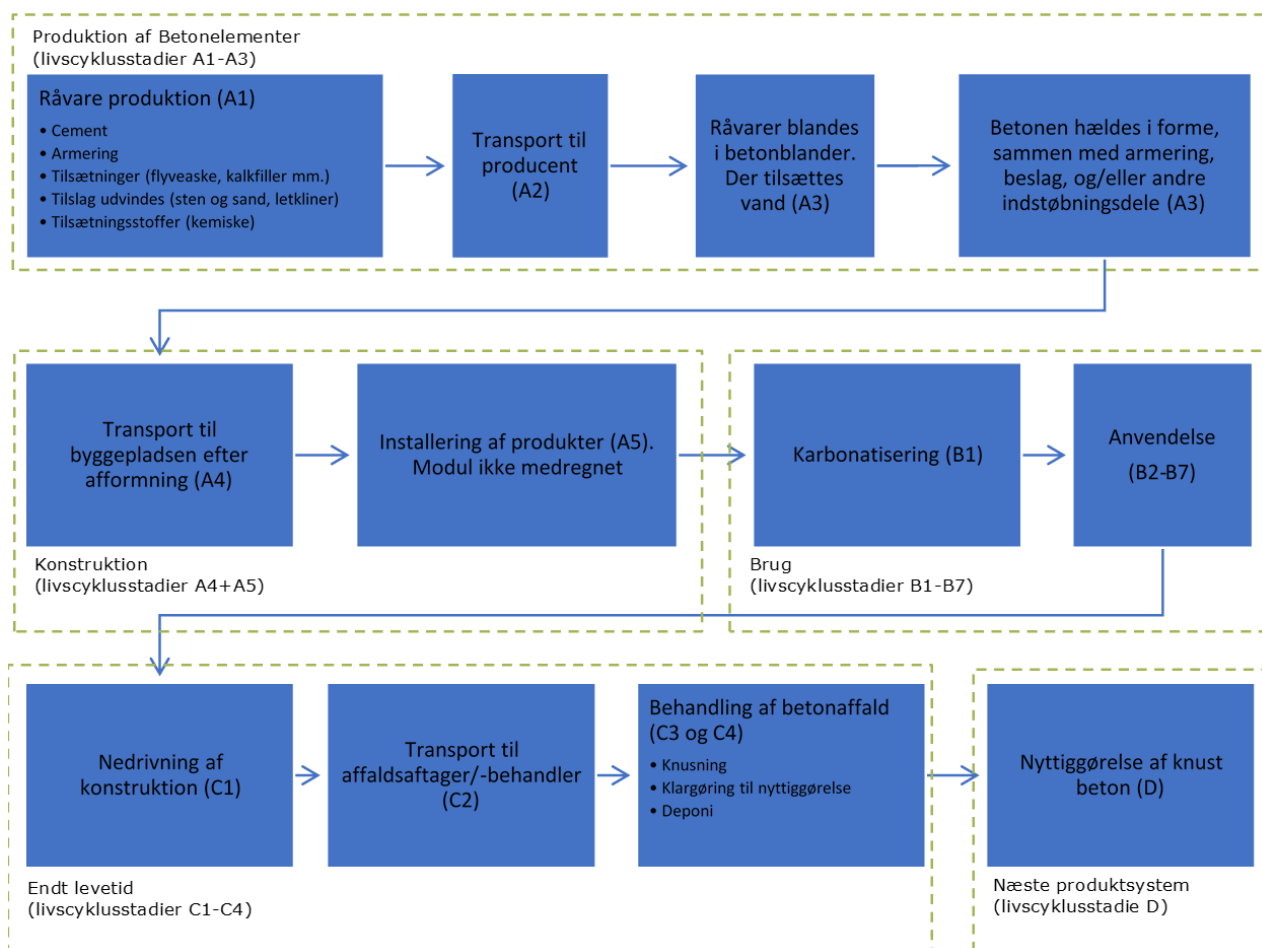 Produktion af Betonelementer
(livscyklusstadier A1-A3)
Råvare produktion (A1)
• Cement
• Armering
• Tilsætninger (flyveaske, kalkfiller mm.)
• Tilslag udvindes (sten og sand, letkliner)
• Tilsætningsstoffer (kemiske)
Transport til
producent
(A2)
Råvarer blandes
i betonblander.
Der tilsættes
vand (A3)
Betonen hældes i forme,
sammen med armering,
beslag, og/eller andre
indstøbningsdele (A3)
Transport til
byggepladsen efter
afformning (A4)
Installering af produkter (A5).
Modul ikke medregnet
Konstruktion
(livscyklusstadier A4+A5)
Karbonatisering (B1)
Anvendelse
(B2-B7)
Brug
(livscyklusstadier B1-B7)
Nedrivning af
konstruktion (C1)
Transport til
affaldsaftager/-behandler
(C2)
Behandling af betonaffald
(C3 og C4)
• Knusning
• Klargøring til nyttiggørelse
• Deponi
Endt levetid
(livscyklusstadier C1-C4)
Nyttiggørelse af knust
beton (D)
Næste produktsystem
(livscyklusstadie D)